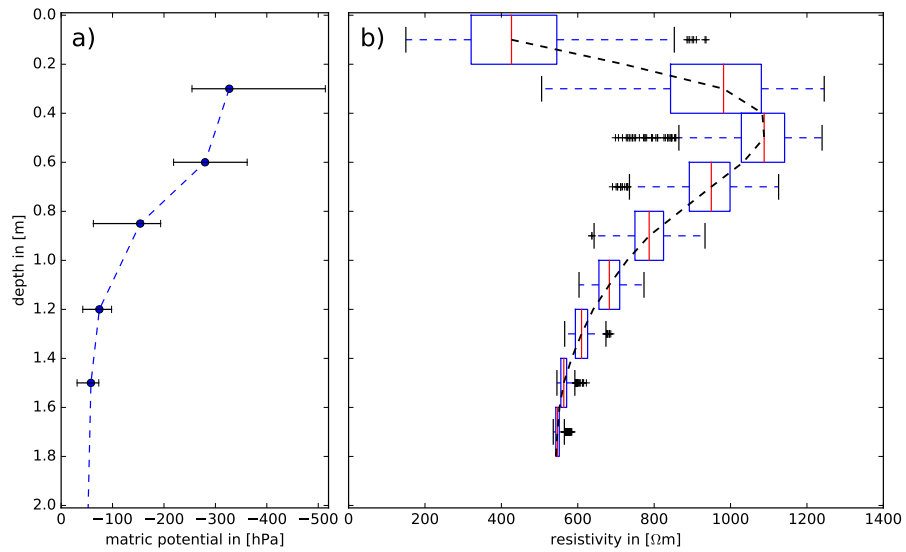 a)
b)
0.0
0.2
0.4
0.6
0.8
1.0
1.2
1.4
1.6
1.8
2.0
depth in [m]
0 −100 −200 −300 −400 −500
matric potential in [hPa]
0 200 400 600 800 1000 1200 1400
resistivity in [Ωm]